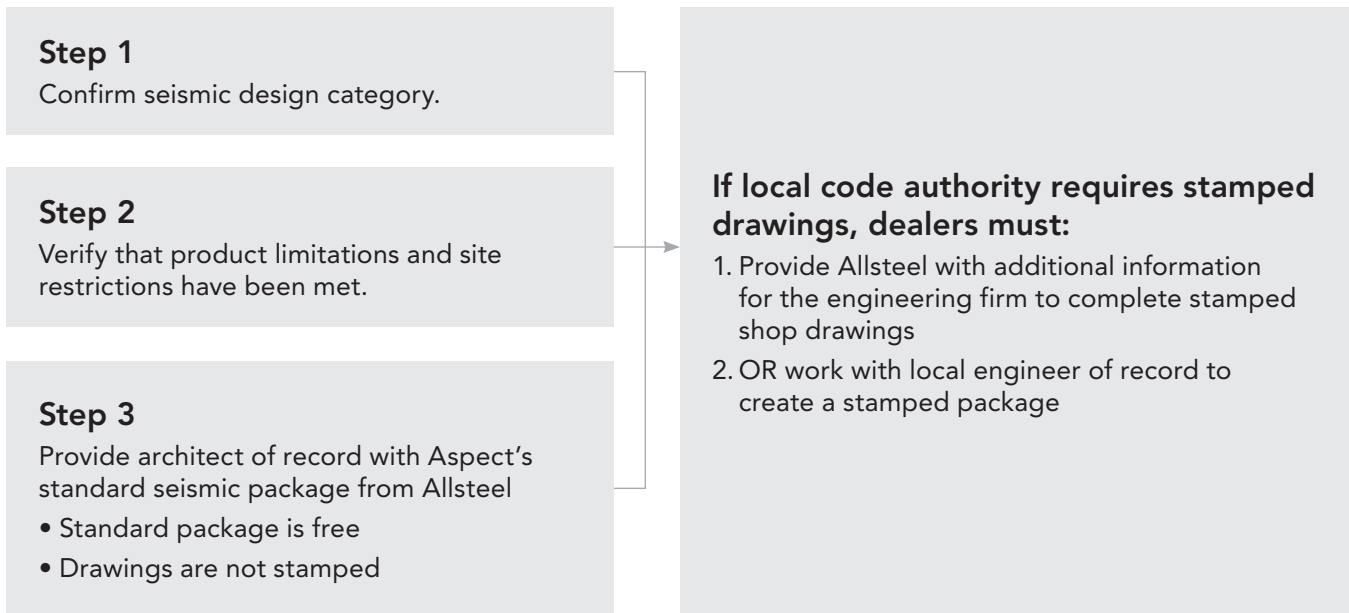 Step 1
Confirm seismic design category.
Step 2
Verify that product limitations and site
restrictions have been met.
Step 3
Provide architect of record with Aspect’s
standard seismic package from Allsteel
• Standard package is free
• Drawings are not stamped
If local code authority requires stamped
drawings, dealers must:
1. Provide Allsteel with additional information
for the engineering firm to complete stamped
shop drawings
2. OR work with local engineer of record to
create a stamped package